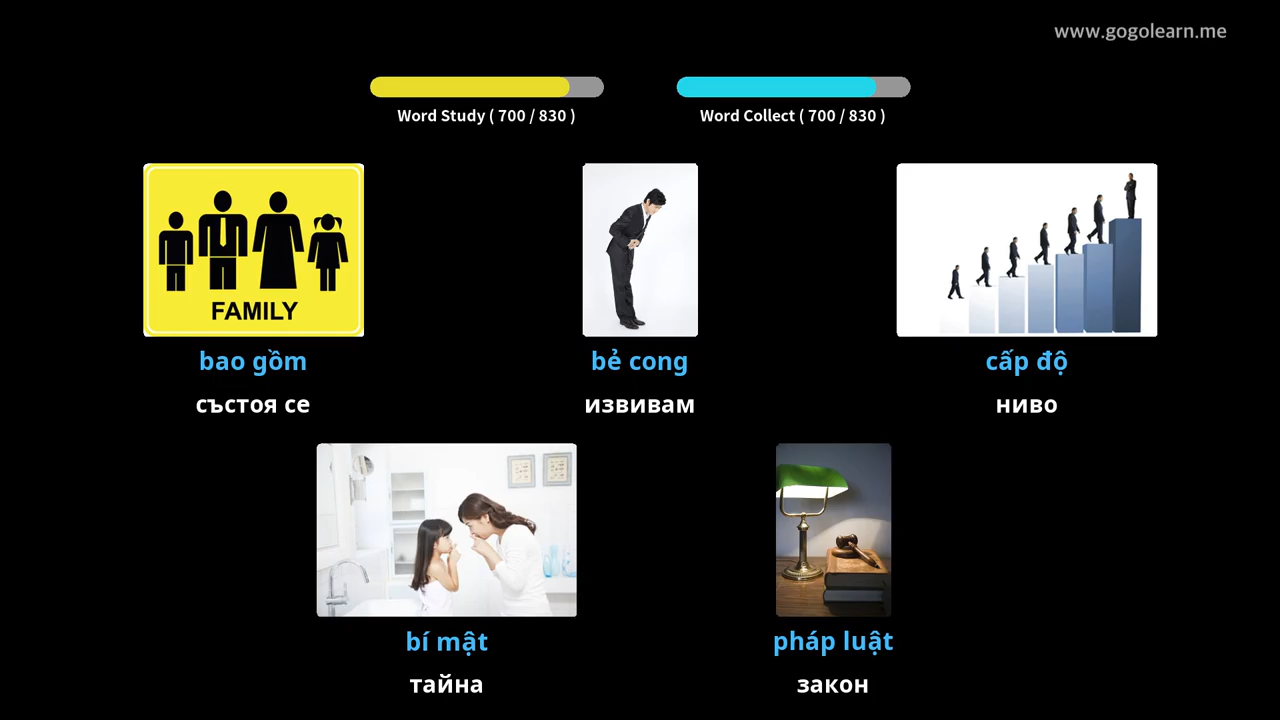 www.gogolearn.me
Word Study ( 700 / 830 )
Word Collect ( 700 / 830 )
FAMILY
bao gồm
bẻ cong
cấp độ
състоя се
извивам
ниво
bí mật
pháp luật
тайна
закон